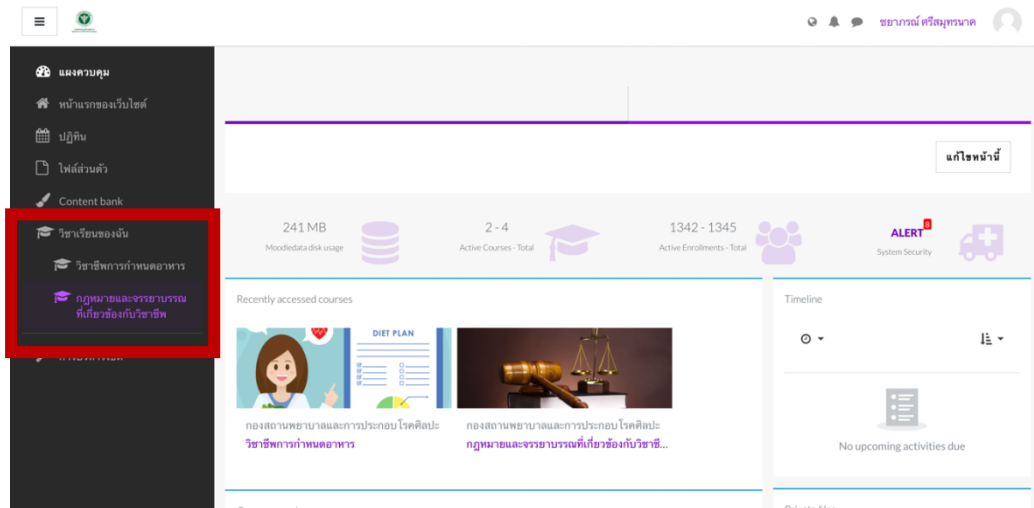 ชยาภรณ์ ศรีสมุทรนาค
แผงควบคุม
หน้าแรกของเว็บไซต์
ปฏิทิน
ไฟล์ส่วนตัว
Content bank
วิชาเรียนของฉัน
วิชาชีพการกำหนดอาหาร
กฎหมายและจรรยาบรรณ
ที่เกี่ยวข้องกับวิชาชีพ
แก้ไขหน้านี้
241 MB
Moodledata disk usage
2 - 4
Active Courses - Total
1342 - 1345
Active Enrollments - Total
ALERT 8
System Security
Recently accessed courses
DIET PLAN
กองสถานพยาบาลและการประกอบโรคศิลปะ
วิชาชีพการกำหนดอาหาร
กองสถานพยาบาลและการประกอบโรคศิลปะ
กฎหมายและจรรยาบรรณที่เกี่ยวข้องกับวิชาชี...
Timeline
No upcoming activities due